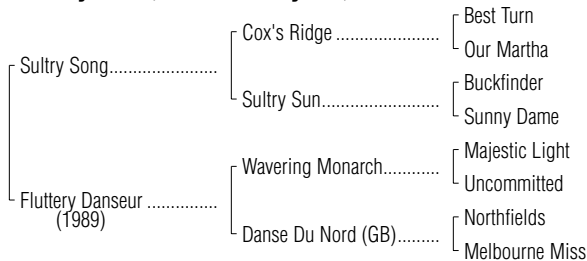 Best Turn
Cox's Ridge ....................
Our Martha
Sultry Song.....................
Buckfinder
Sultry Sun.......................
Sunny Dame
Majestic Light
Wavering Monarch............
Uncommitted
Fluttery Danseur ..............
(1989)
Northfields
Danse Du Nord (GB).........
Melbourne Miss